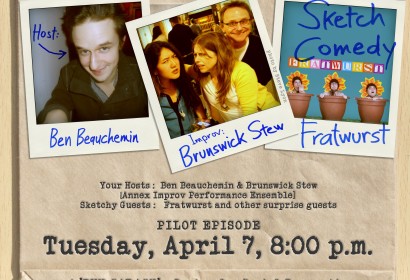 Host:
Ben Beauchemin
Improv:
Brunswick Stew
Sketch
Comedy
FRATWURST
Fratwurst
Your Hosts : Ben Beauchemin & Brunswick Stew
(Annex Improv Performance Ensemble)
Sketchy Guests : Fratwurst and other surprise guests
PILOT EPISODE
Tuesday, April 7, 8:00 p.m.